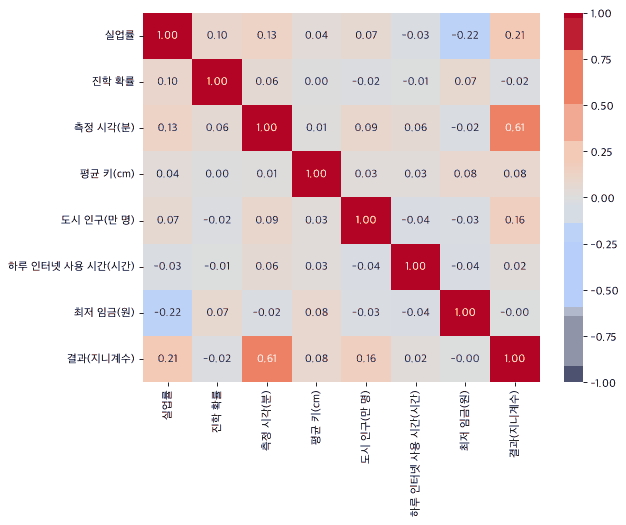 실업률 1.00 0.10 0.13 0.04 0.07 -0.03 -0.22 0.21
진학 확률 0.10 1.00 0.06 0.00 -0.02 -0.01 0.07 -0.02
측정 시각(분) 0.13 0.06 1.00 0.01 0.09 0.06 -0.02 0.61
평균 키(cm) 0.04 0.00 0.01 1.00 0.03 0.03 0.08 0.08
도시 인구(만 명) 0.07 -0.02 0.09 0.03 1.00 -0.04 -0.03 0.16
하루 인터넷 사용 시간(시간) -0.03 -0.01 0.06 0.03 -0.04 1.00 -0.04 0.02
최저 임금(원) -0.22 0.07 -0.02 0.08 -0.03 -0.04 1.00 -0.00
결과(지니계수) 0.21 -0.02 0.61 0.08 0.16 0.02 -0.00 1.00
실업률
진학 확률
측정 시각(분)
평균 키(cm)
도시 인구(만 명)
하루 인터넷 사용 시간(시간)
최저 임금(원)
결과(지니계수)
1.00
0.75
0.50
0.25
0.00
-0.25
-0.50
-0.75
-1.00